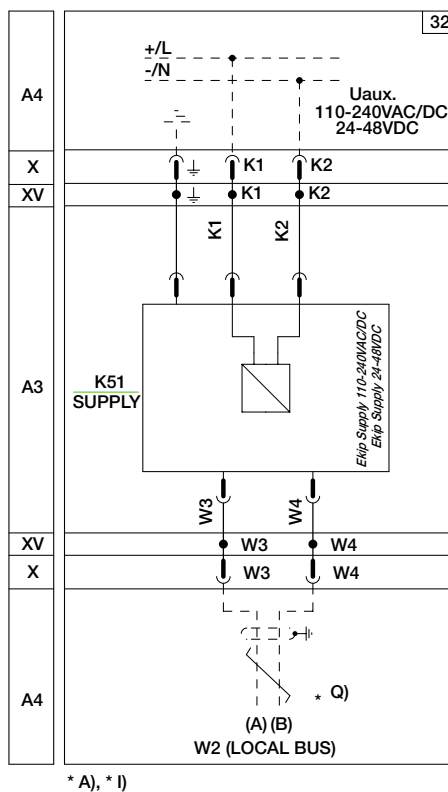 32
+/L
-/N
A4
Uaux.
110-240VAC/DC
24-48VDC
X
K1
K2
XV
K1
K2
K1
K2
A3
K51
SUPPLY
Ekip Supply 110-240VAC/DC
Ekip Supply 24-48VDC
W3
W4
XV
W3
W4
X
W3
W4
A4
* Q)
(A) (B)
W2 (LOCAL BUS)
* A), * I)